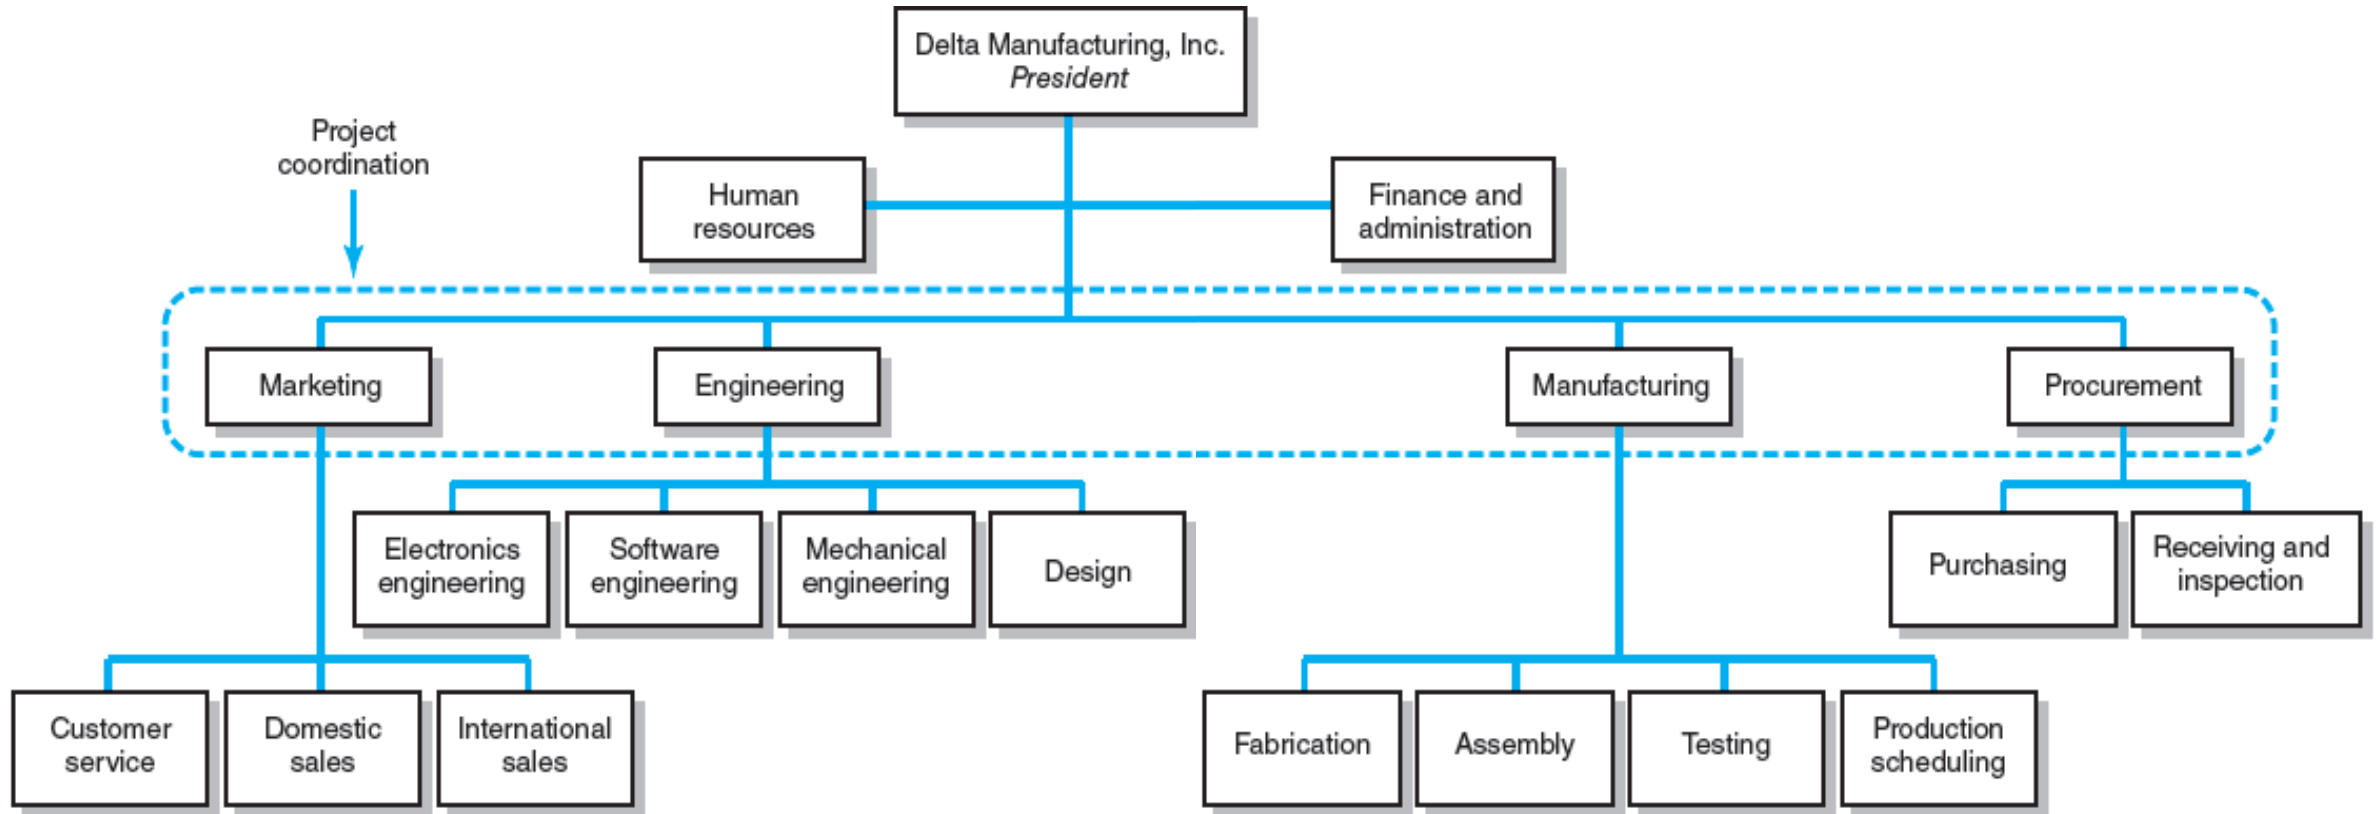 Delta Manufacturing, Inc.
President
Project
coordination
Human
resources
Finance and
administration
Marketing
Engineering
Manufacturing
Procurement
Electronics
engineering
Software
engineering
Mechanical
engineering
Design
Purchasing
Receiving and
inspection
Customer
service
Domestic
sales
International
sales
Fabrication
Assembly
Testing
Production
scheduling